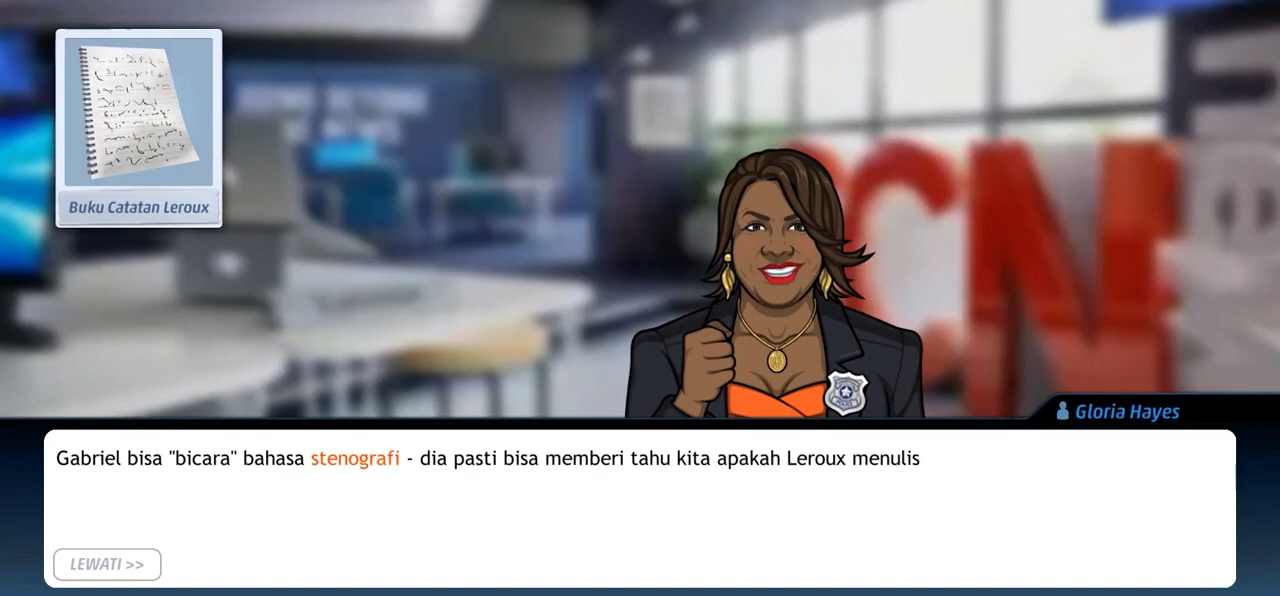 Buku Catatan Leroux
CN
Gloria Hayes
Gabriel bisa "bicara" bahasa stenografi - dia pasti bisa memberi tahu kita apakah Leroux menulis
LEWATI >>